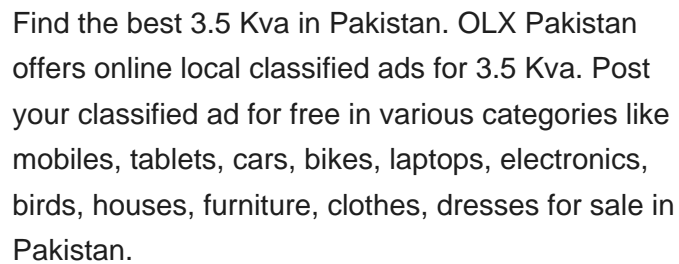 Find the best 3.5 Kva in Pakistan. OLX Pakistan
offers online local classified ads for 3.5 Kva. Post
your classified ad for free in various categories like
mobiles, tablets, cars, bikes, laptops, electronics,
birds, houses, furniture, clothes, dresses for sale in
Pakistan.